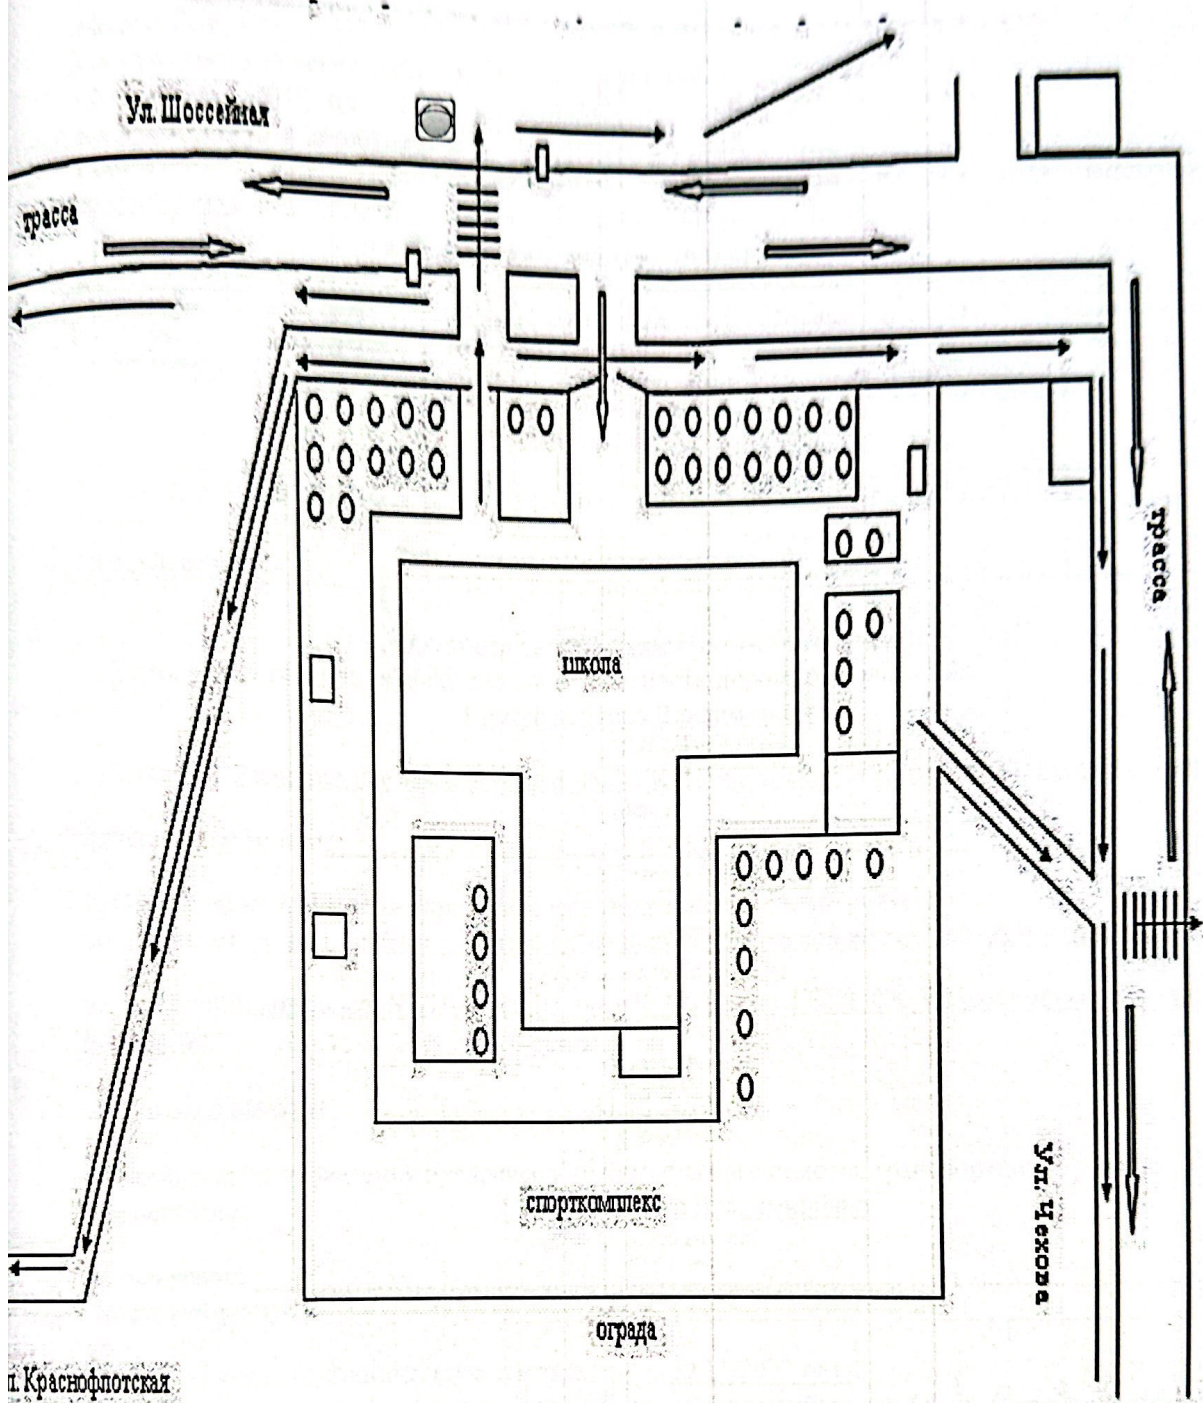 Ул. Шоссейная
трасса
трасса
школа
Ул. Чехова
спорткомплекс
ограда
л. Краснофлотская